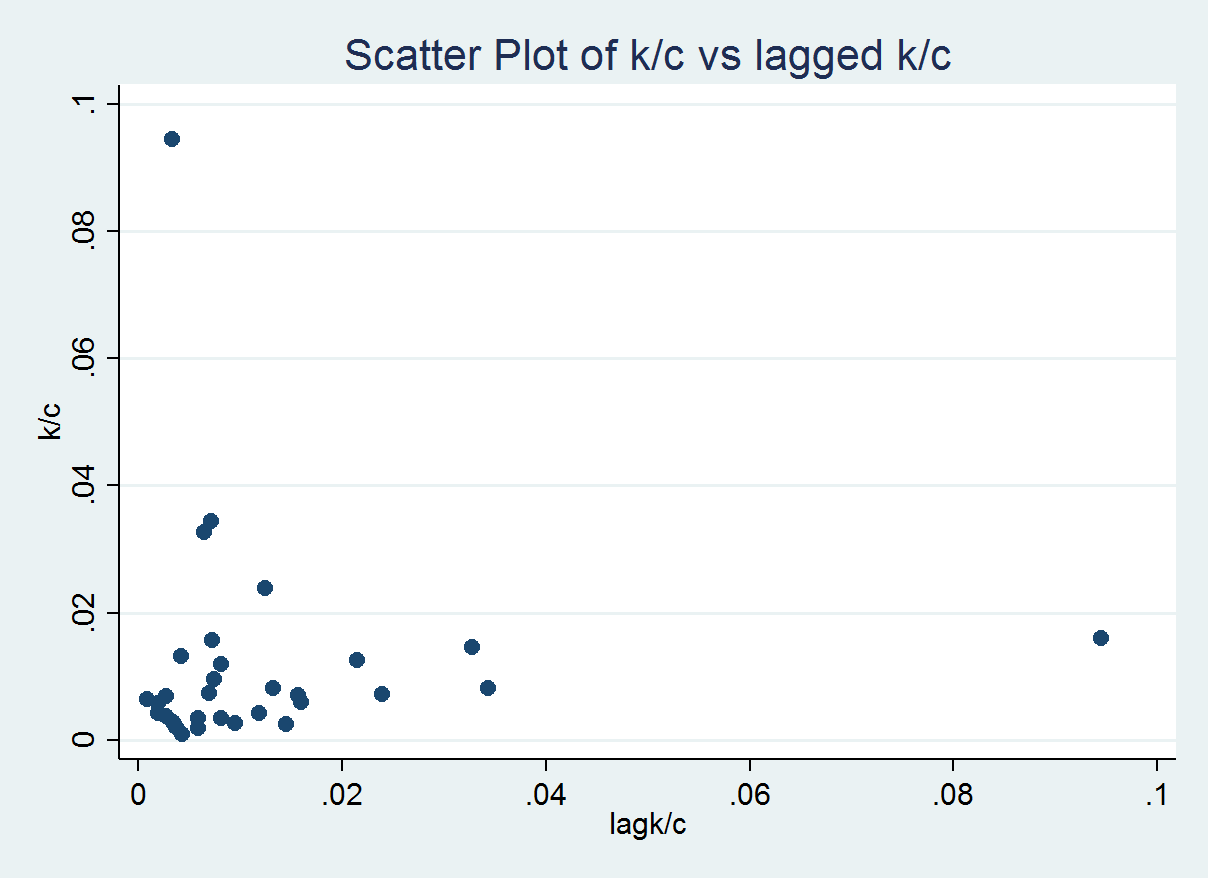 Scatter Plot of k/c vs lagged k/c
.1
.08
.06
.04
.02
0
k/c
0 .02 .04 .06 .08 .1
lagk/c